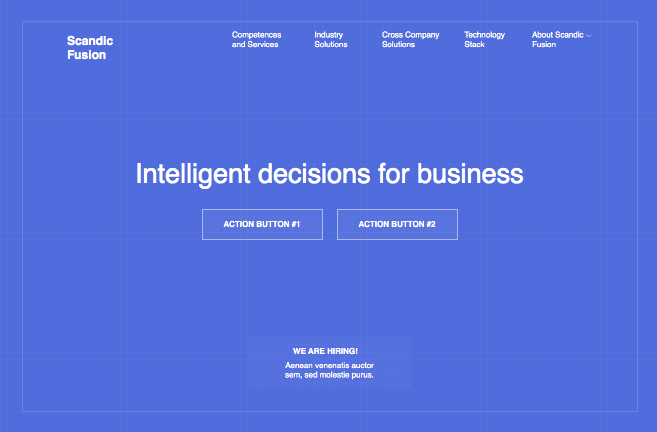 Scandic
Fusion
Competences
and Services
Industry
Solutions
Cross Company
Solutions
Technology
Stack
About Scandic
Fusion
Intelligent decisions for business
ACTION BUTTON #1
ACTION BUTTON #2
WE ARE HIRING!
Aenean venenatis auctor
sem, sed molestie purus.